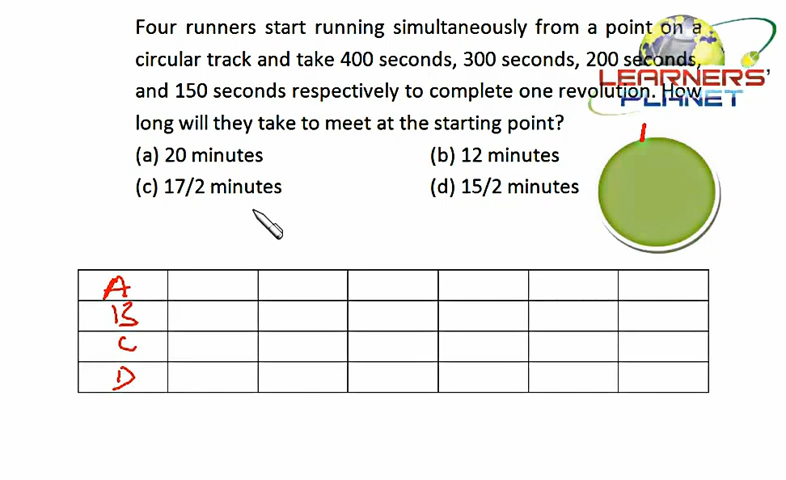 Four runners start running simultaneously from a point on a
circular track and take 400 seconds, 300 seconds, 200 seconds,
and 150 seconds respectively to complete one revolution. How
long will they take to meet at the starting point?
(a) 20 minutes (b) 12 minutes
(c) 17/2 minutes (d) 15/2 minutes
LEARNERS'
PLANET
A
B
C
D